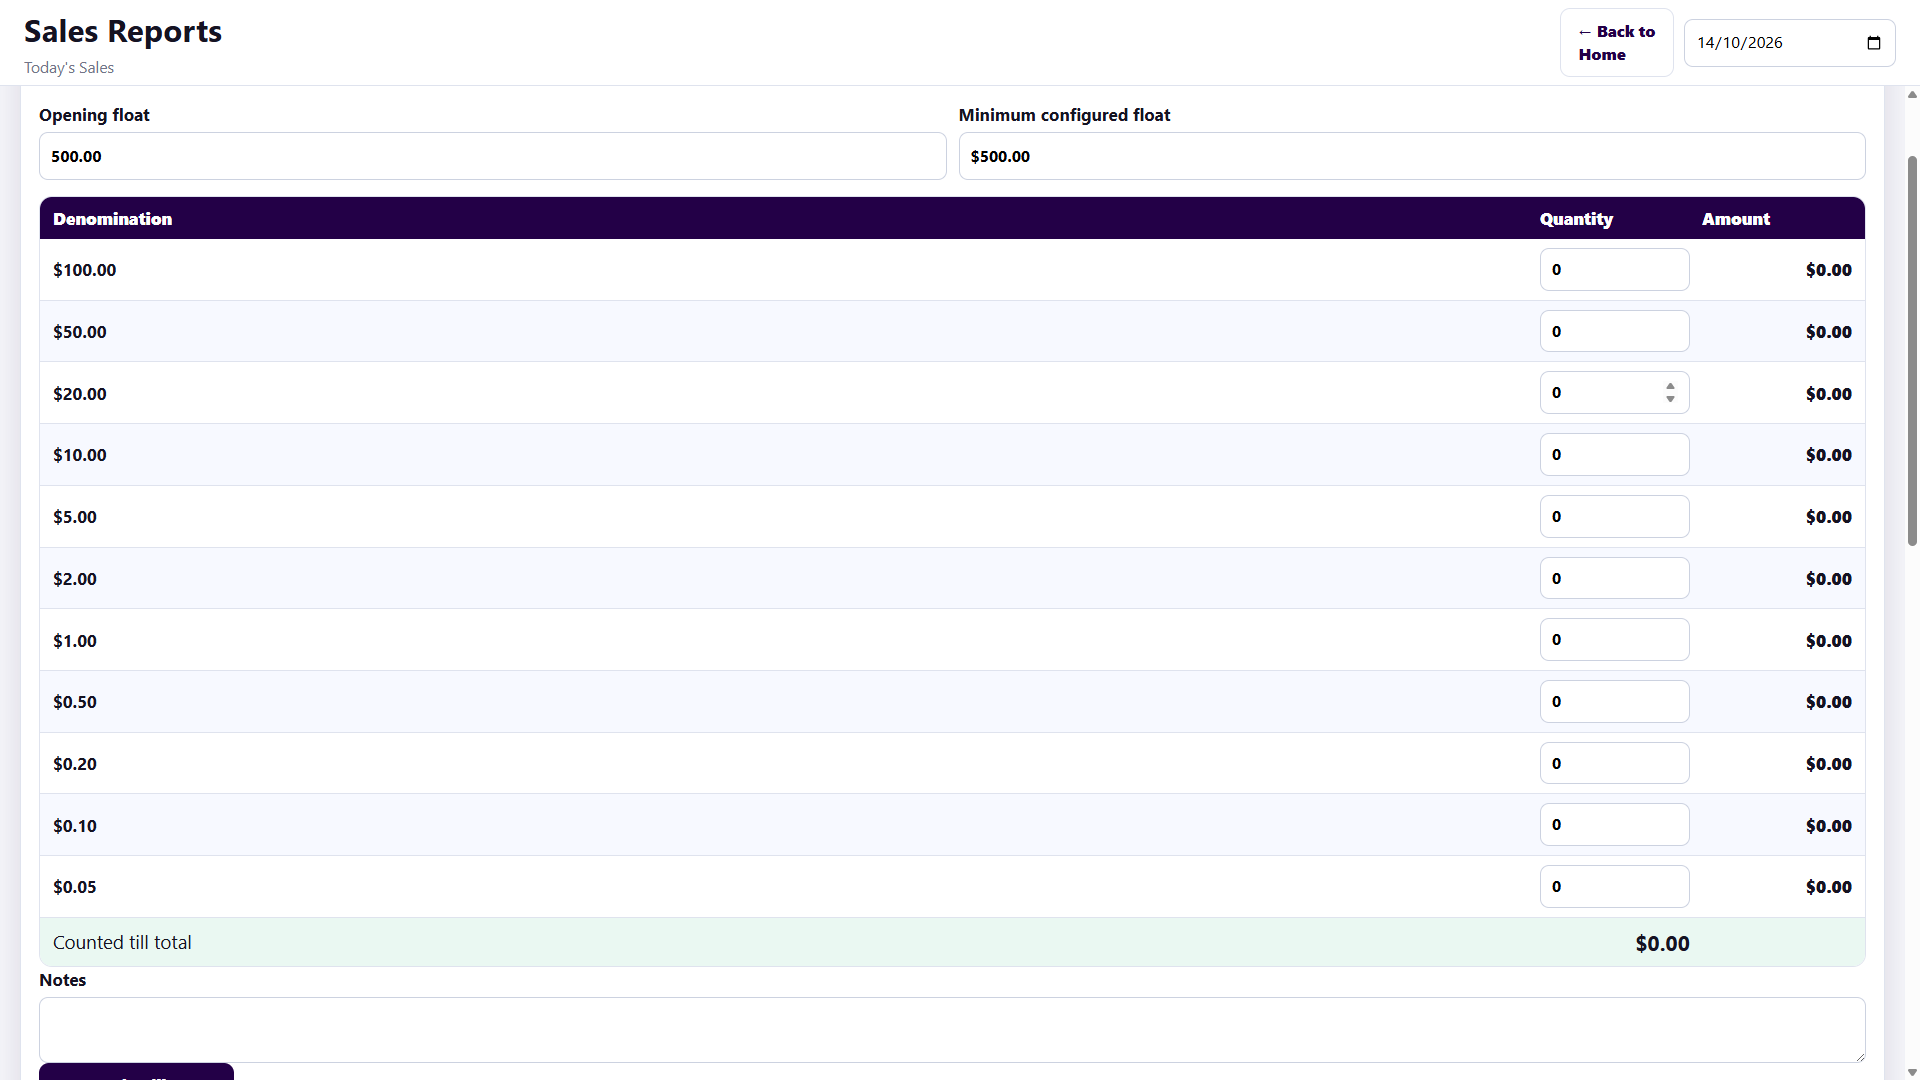 Sales Reports
Today's Sales
← Back to
Home
14/10/2026
Opening float
Minimum configured float
500.00
$500.00
Denomination Quantity Amount
$100.00 0 $0.00
$50.00 0 $0.00
$20.00 0 $0.00
$10.00 0 $0.00
$5.00 0 $0.00
$2.00 0 $0.00
$1.00 0 $0.00
$0.50 0 $0.00
$0.20 0 $0.00
$0.10 0 $0.00
$0.05 0 $0.00
Counted till total $0.00
Notes